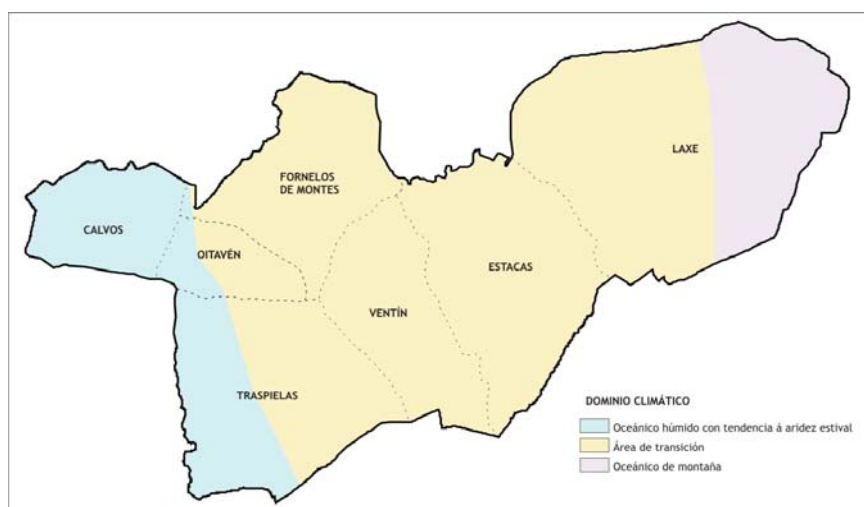 LAXE
FORNELOS
DE MONTES
CALVOS
OITAVÉN
ESTACAS
VENTÍN
TRASPIELAS
DOMINIO CLIMÁTICO
Oceánico húmido con tendencia á aridez estival
Área de transición
Oceánico de montaña